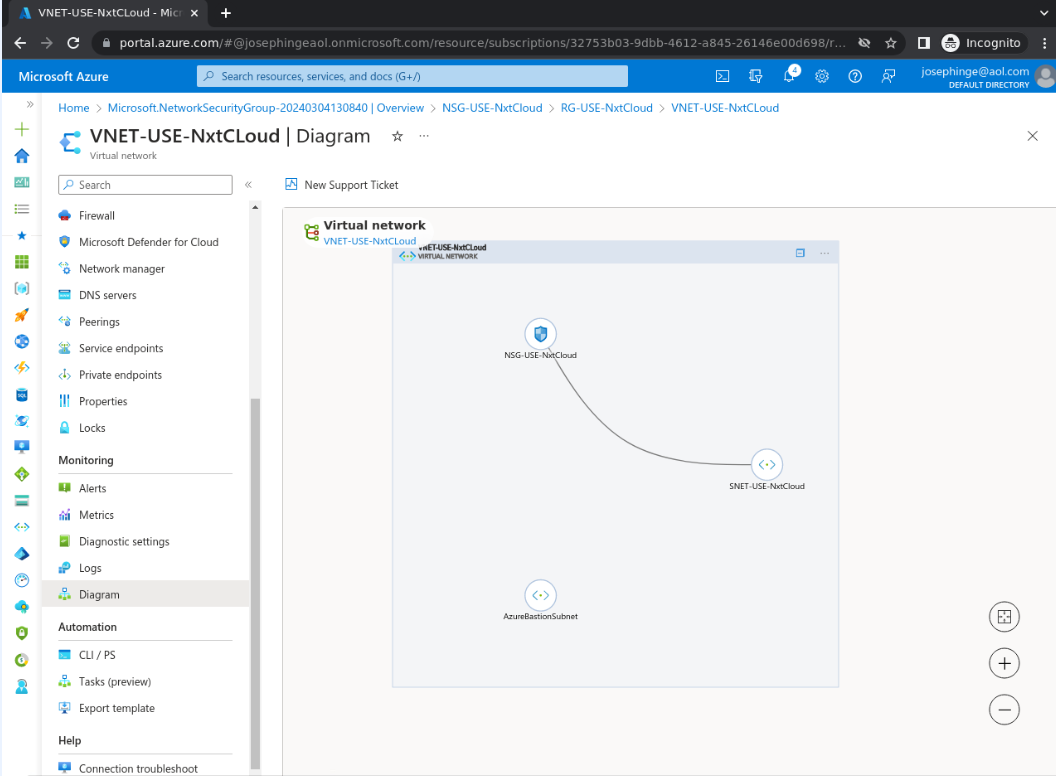 VNET-USE-NxtCLoud - Micr
portal.azure.com/#@josephingeaol.onmicrosoft.com/resource/subscriptions/32753b03-9dbb-4612-a845-26146e00d698/r...
Incognito
Microsoft Azure
Search resources, services, and docs (G+/)
4
josephinge@aol.com
DEFAULT DIRECTORY
Home > Microsoft.NetworkSecurityGroup-20240304130840 | Overview > NSG-USE-NxtCloud > RG-USE-NxtCloud > VNET-USE-NxtCLoud
VNET-USE-NxtCLoud | Diagram
Virtual network
Search
New Support Ticket
Firewall
Microsoft Defender for Cloud
Network manager
DNS servers
Peerings
Service endpoints
Private endpoints
Properties
Locks
Monitoring
Alerts
Metrics
Diagnostic settings
Logs
Diagram
Automation
CLI / PS
Tasks (preview)
Export template
Help
Connection troubleshoot
Virtual network
VNET-USE-NxtCLoud
VNET-USE-NxtCLoud
VIRTUAL NETWORK
NSG-USE-NxtCloud
SNET-USE-NxtCloud
AzureBastionSubnet